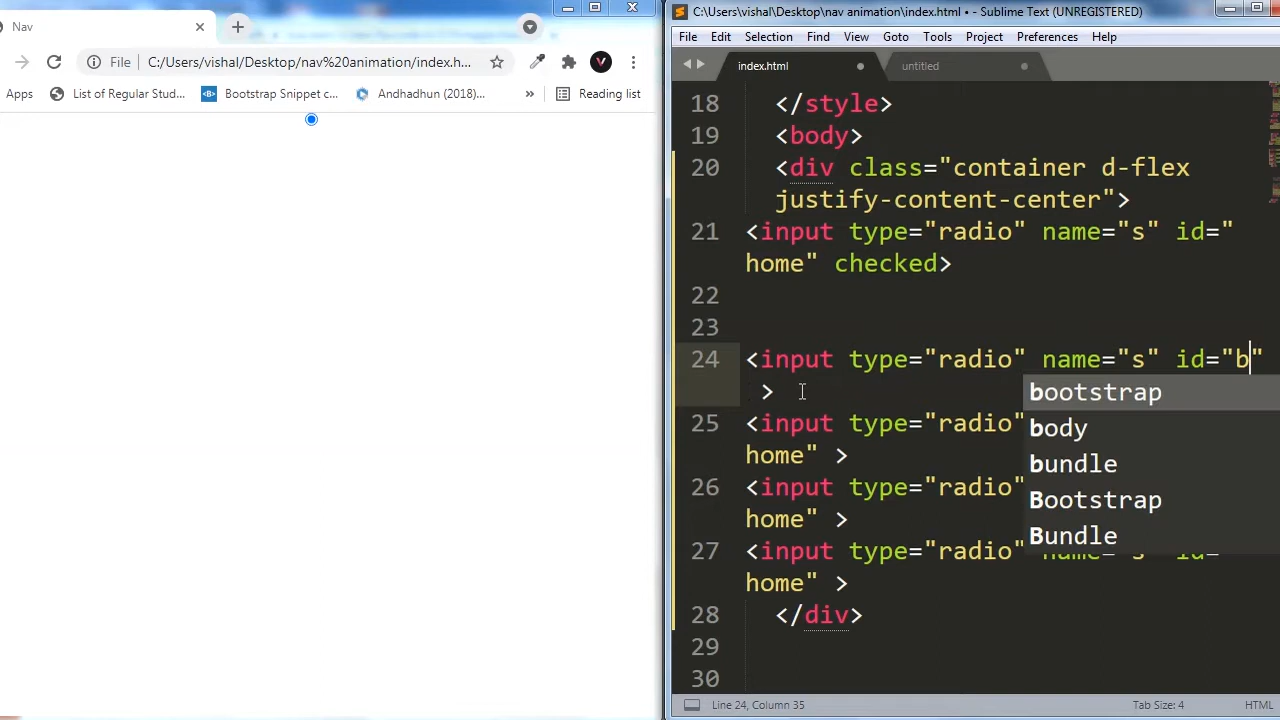 Nav
File
C:/Users/vishal/Desktop/nav%20animation/index.h...
V
Apps
List of Regular Stud...
<B>
Bootstrap Snippet c...
Andhadhun (2018)...
»
Reading list
C:\Users\vishal\Desktop\nav animation\index.html • - Sublime Text (UNREGISTERED)
File Edit Selection Find View Goto Tools Project Preferences Help
index.html
untitled
18 </style>
19 <body>
20 <div class="container d-flex
justify-content-center">
21 <input type="radio" name="s" id="
home" checked>
22
23
24 <input type="radio" name="s" id="b"
>
bootstrap
body
bundle
Bootstrap
Bundle
25 <input type="radio"
home" >
26 <input type="radio"
home" >
27 <input type="radio" name="s" id="
home" >
28 </div>
29
30
Line 24, Column 35
Tab Size: 4
HTML